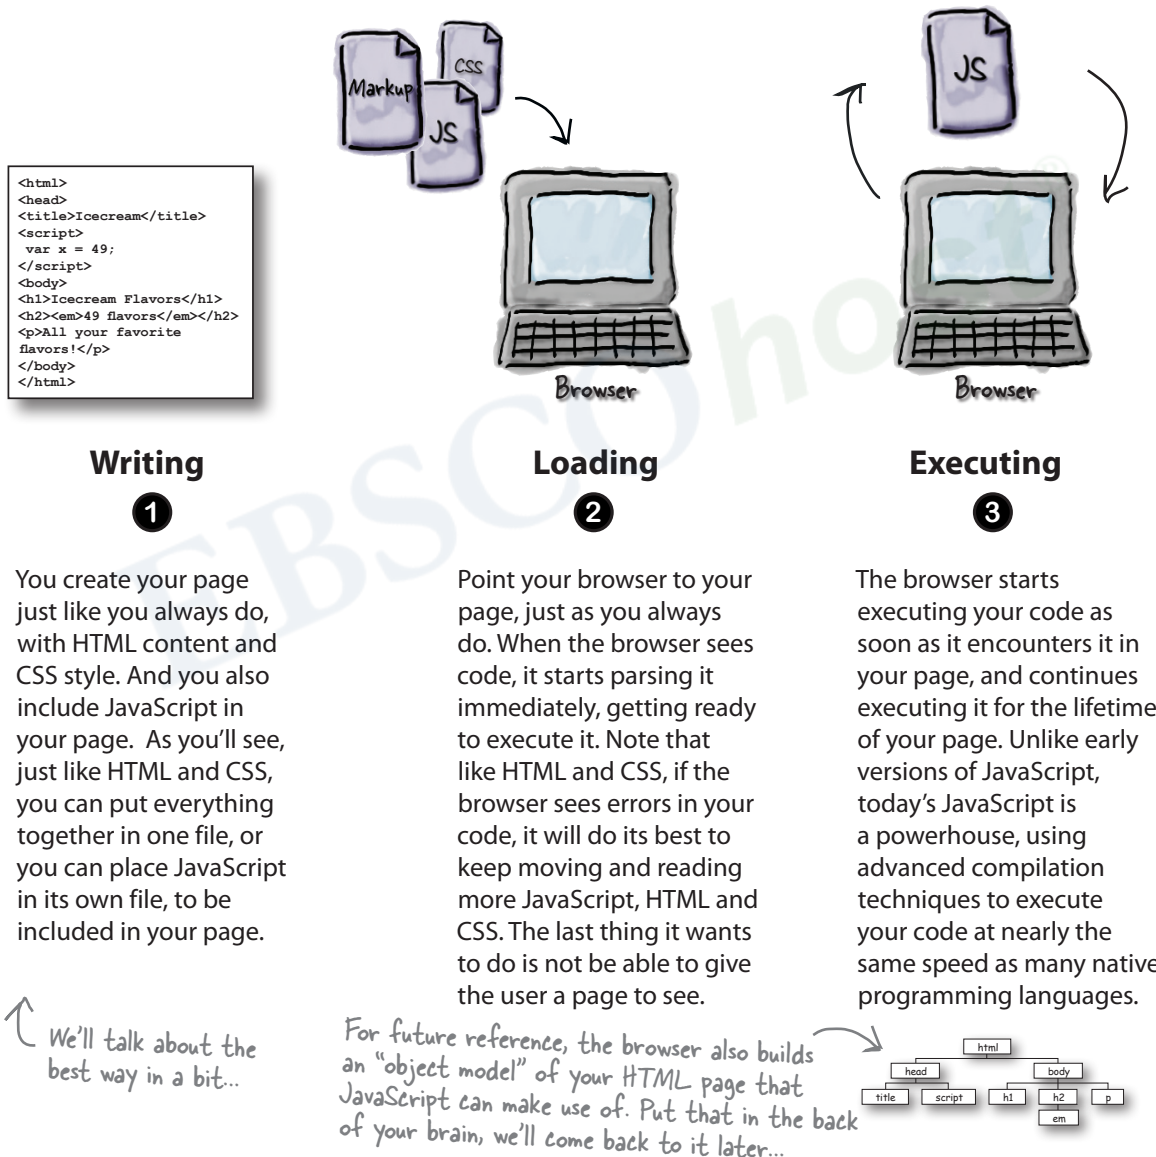 Markup
CSS
JS
JS
<html>
<head>
<title>Icecream</title>
<script>
var x = 49;
</script>
<body>
<h1>Icecream Flavors</h1>
<h2><em>49 flavors</em></h2>
<p>All your favorite
flavors!</p>
</body>
</html>
Browser
Browser
EBSCOhost®
Writing
1
You create your page
just like you always do,
with HTML content and
CSS style. And you also
include JavaScript in
your page.  As you'll see,
just like HTML and CSS,
you can put everything
together in one file, or
you can place JavaScript
in its own file, to be
included in your page.
We'll talk about the
best way in a bit...
Loading
2
Point your browser to your
page, just as you always
do. When the browser sees
code, it starts parsing it
immediately, getting ready
to execute it. Note that
like HTML and CSS, if the
browser sees errors in your
code, it will do its best to
keep moving and reading
more JavaScript, HTML and
CSS. The last thing it wants
to do is not be able to give
the user a page to see.
For future reference, the browser also builds
an "object model" of your HTML page that
JavaScript can make use of. Put that in the back
of your brain, we'll come back to it later...
Executing
3
The browser starts
executing your code as
soon as it encounters it in
your page, and continues
executing it for the lifetime
of your page. Unlike early
versions of JavaScript,
today's JavaScript is
a powerhouse, using
advanced compilation
techniques to execute
your code at nearly the
same speed as many native
programming languages.
html
head
body
title
script
h1
h2
p
em